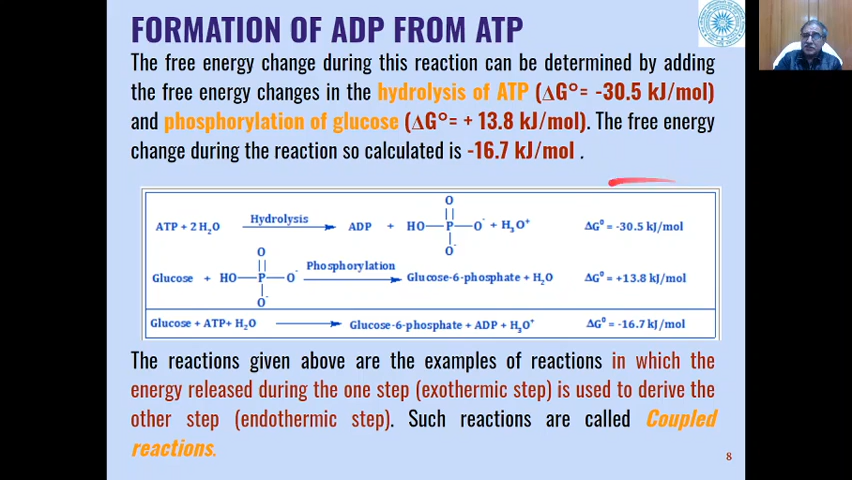 FORMATION OF ADP FROM ATP
The free energy change during this reaction can be determined by adding
the free energy changes in the hydrolysis of ATP (ΔG°= -30.5 kJ/mol)
and phosphorylation of glucose (ΔG°= + 13.8 kJ/mol). The free energy
change during the reaction so calculated is -16.7 kJ/mol .
O
ATP + 2 H₂O Hydrolysis ADP + HO—P—O⁻ + H₃O⁺ ΔG⁰ = -30.5 kJ/mol
O⁻
O
Glucose + HO—P—O⁻ Phosphorylation Glucose-6-phosphate + H₂O ΔG⁰ = +13.8 kJ/mol
O⁻
Glucose + ATP+ H₂O Glucose-6-phosphate + ADP + H₃O⁺ ΔG⁰ = -16.7 kJ/mol
The reactions given above are the examples of reactions in which the
energy released during the one step (exothermic step) is used to derive the
other step (endothermic step). Such reactions are called Coupled
reactions.
8